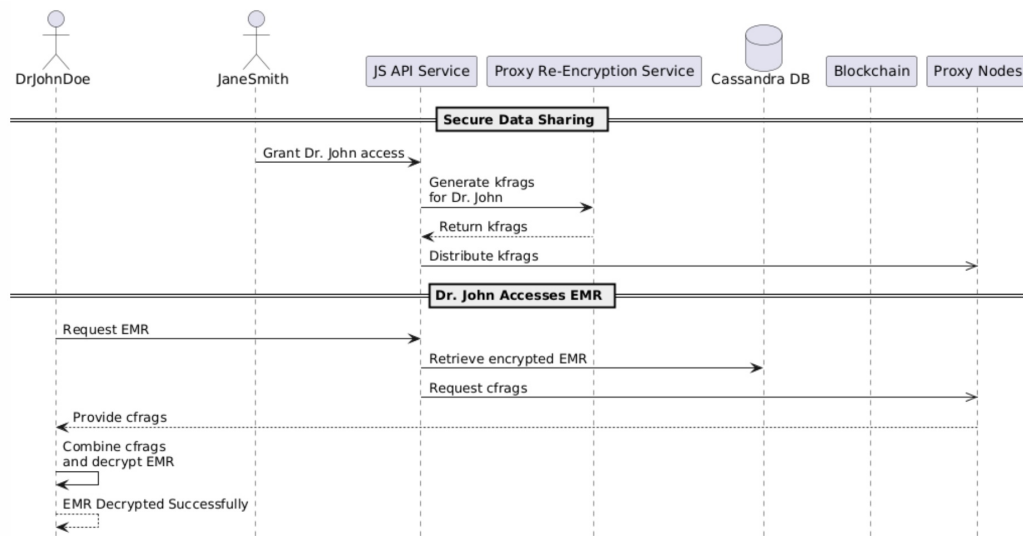 DrJohnDoe
JaneSmith
JS API Service
Proxy Re-Encryption Service
Cassandra DB
Blockchain
Proxy Nodes
Secure Data Sharing
Grant Dr. John access
Generate kfrags
for Dr. John
Return kfrags
Distribute kfrags
Dr. John Accesses EMR
Request EMR
Retrieve encrypted EMR
Request cfrags
Provide cfrags
Combine cfrags
and decrypt EMR
EMR Decrypted Successfully